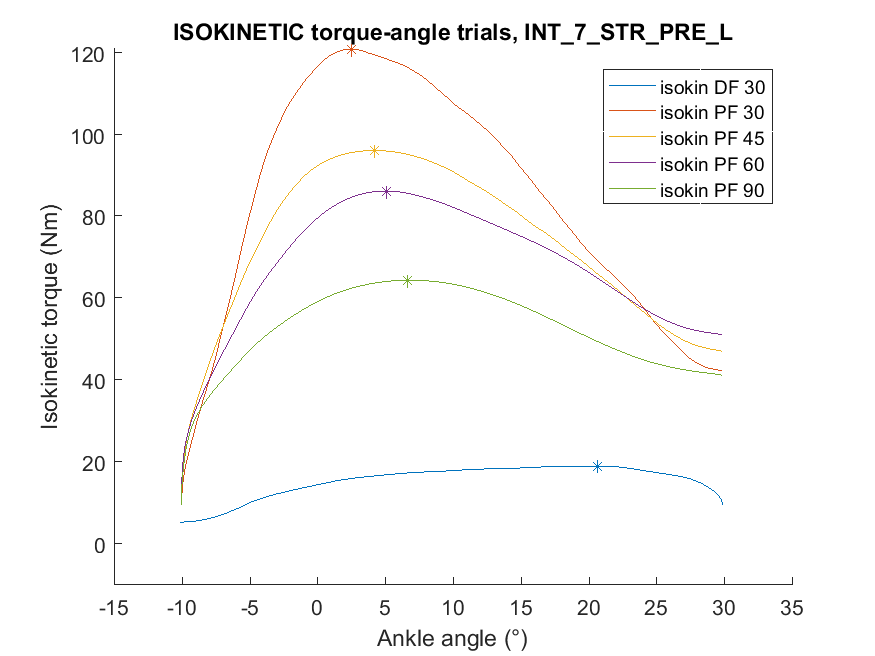 ISOKINETIC torque-angle trials, INT_7_STR_PRE_L
120
100
80
60
40
20
0
Isokinetic torque (Nm)
isokin DF 30
isokin PF 30
isokin PF 45
isokin PF 60
isokin PF 90
-15 -10 -5 0 5 10 15 20 25 30 35
Ankle angle (°)